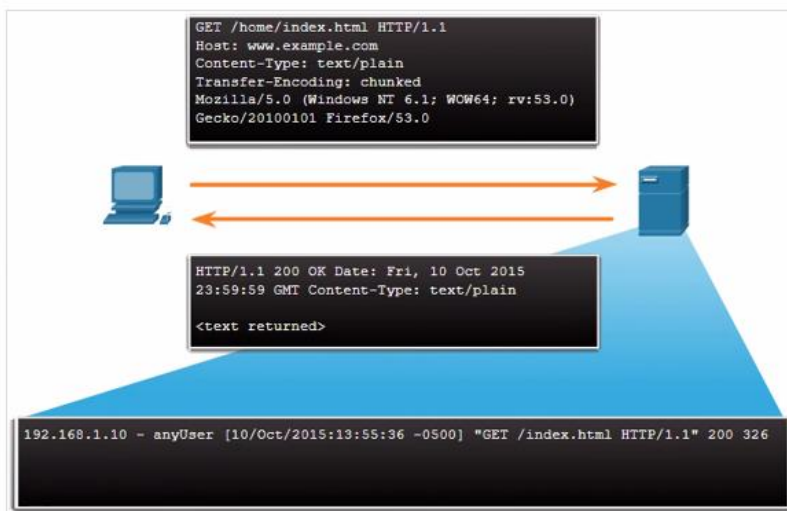 GET /home/index.html HTTP/1.1
Host: www.example.com
Content-Type: text/plain
Transfer-Encoding: chunked
Mozilla/5.0 (Windows NT 6.1; WOW64; rv:53.0)
Gecko/20100101 Firefox/53.0
HTTP/1.1 200 OK Date: Fri, 10 Oct 2015
23:59:59 GMT Content-Type: text/plain
<text returned>
192.168.1.10 - anyUser [10/Oct/2015:13:55:36 -0500] "GET /index.html HTTP/1.1" 200 326